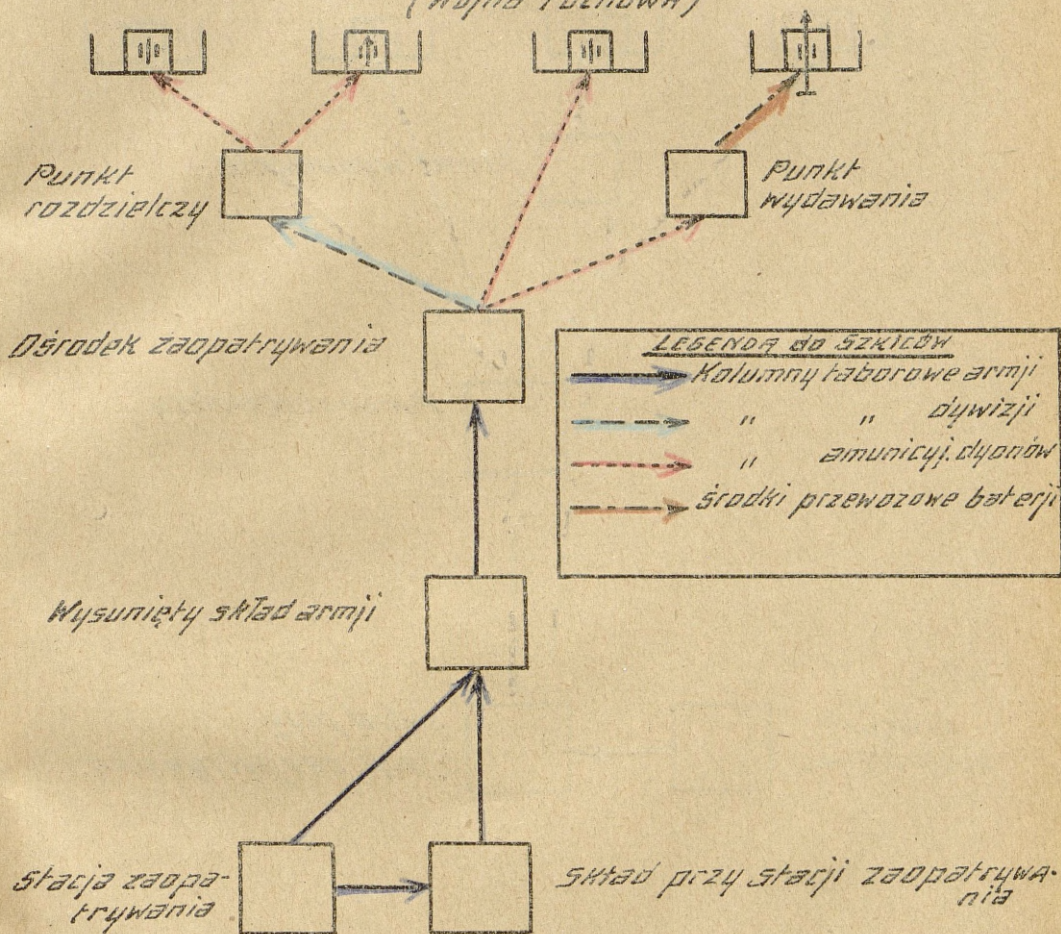 (Wojna ruchowa)
Punkt
rozdzielczy
Punkt
wydawania
Ośrodek zaopatrywania
LEGENDA do SZKICÓW
Kolumny taborowe armji
" " dywizji
" amunicyj. dyonów
środki przewozowe baterji
Wysunięty skład armji
Stacja zaopa-
trywania
Skład przy stacji zaopatrywa-
nia